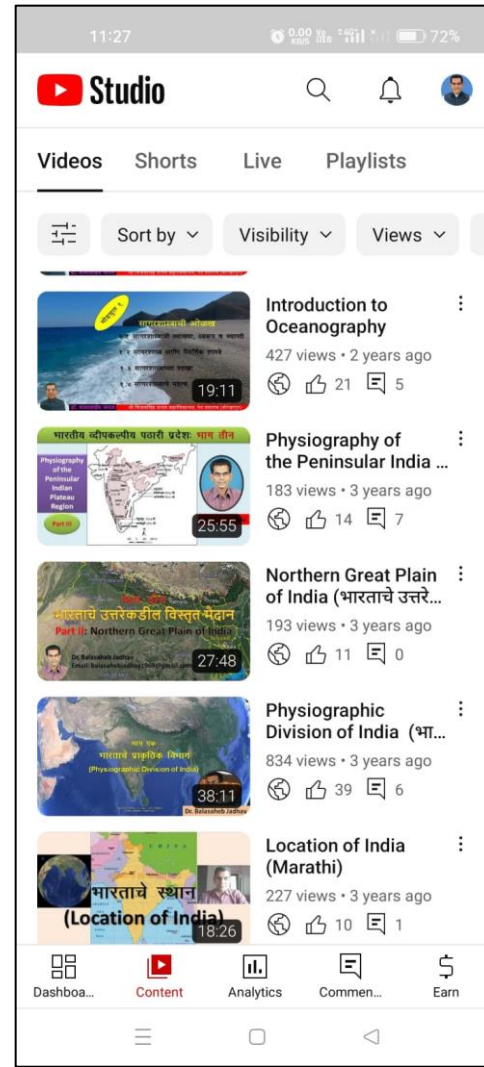 11:27
0.00
KB/S
72%
Studio
Videos Shorts Live Playlists
Sort by Visibility Views
सागरशास्त्राची ओळख
19:11
Introduction to
Oceanography
427 views • 2 years ago
21 5
भारतीय व्दीपकल्पीय पठारी प्रदेशः भाग तीन
Physiography
of the
Peninsular
Indian
Plateau
Region
Part III
25:55
Physiography of
the Peninsular India ...
183 views • 3 years ago
14 7
भारताचे उत्तरेकडील विस्तृत मैदान
Part II: Northern Great Plain of India
Dr. Balasaheb Jadhav
27:48
Northern Great Plain
of India (भारताचे उत्तरे...
193 views • 3 years ago
11 0
भाग एक
भारताचे प्राकृतिक विभाग
(Physiographic Division of India)
38:11
Dr. Balasaheb Jadhav
Physiographic
Division of India (भा...
834 views • 3 years ago
39 6
भारताचे स्थान
(Location of India)
18:26
Location of India
(Marathi)
227 views • 3 years ago
10 1
Dashboa... Content Analytics Commen... Earn